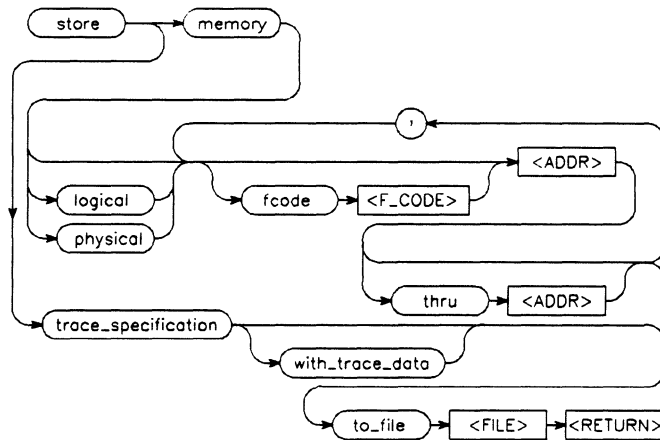 store memory
,
<ADDR>
logical fcode <F_CODE>
physical
thru <ADDR>
trace_specification
with_trace_data
to_file <FILE> <RETURN>